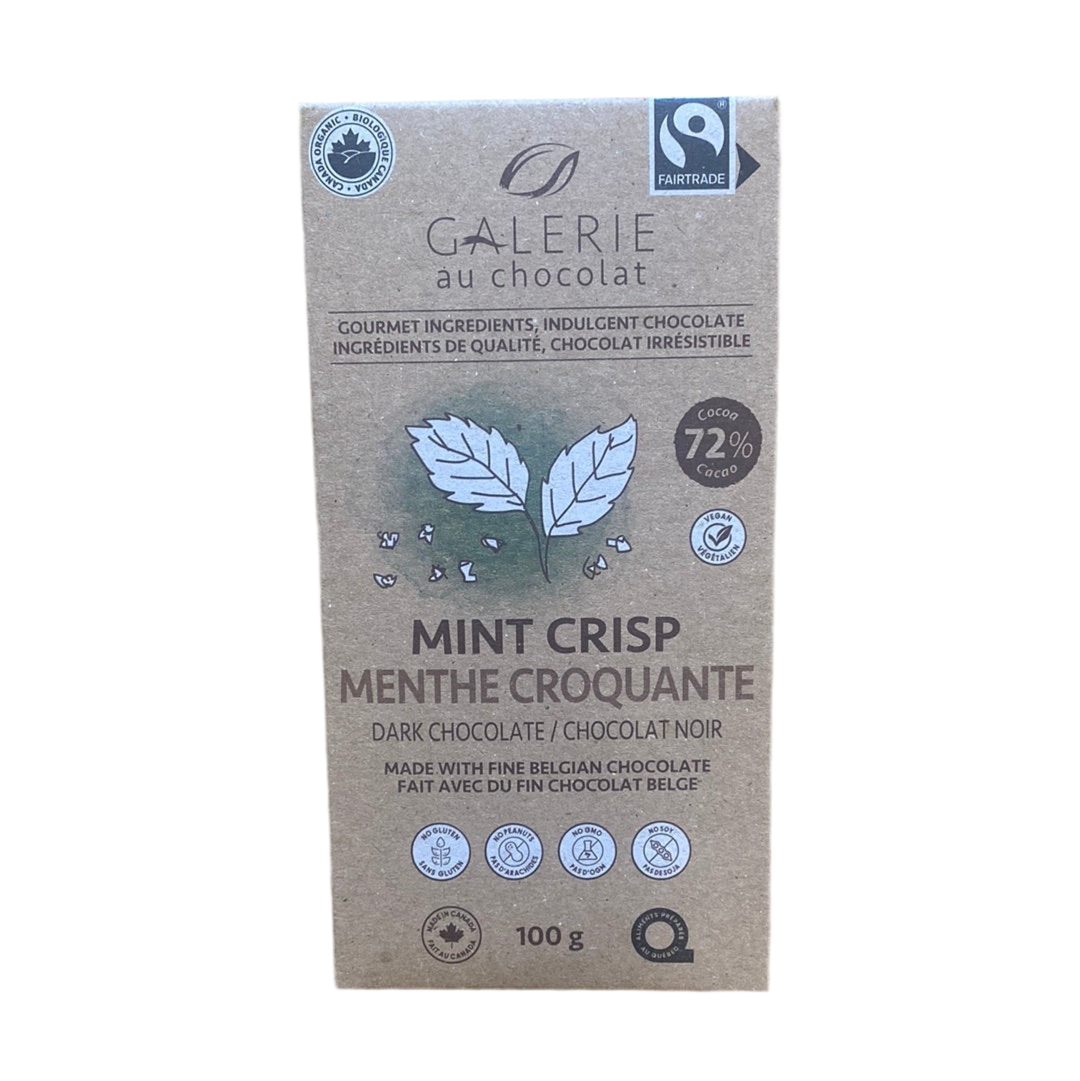 CANADA ORGANIC • BIOLOGIQUE CANADA •
FAIRTRADE
®
GALERIE
au chocolat
GOURMET INGREDIENTS, INDULGENT CHOCOLATE
INGRÉDIENTS DE QUALITÉ, CHOCOLAT IRRÉSISTIBLE
Cocoa
72%
Cacao
VEGAN
VÉGÉTALIEN
MINT CRISP
MENTHE CROQUANTE
DARK CHOCOLATE / CHOCOLAT NOIR
MADE WITH FINE BELGIAN CHOCOLATE
FAIT AVEC DU FIN CHOCOLAT BELGE
NO GLUTEN
SANS GLUTEN
NO PEANUTS
PAS D'ARACHIDES
NO GMO
PAS D'OGM
NO SOY
PAS DE SOJA
MADE IN CANADA
FAIT AU CANADA
100 g
ALIMENTS PRÉPARÉS
AU QUÉBEC